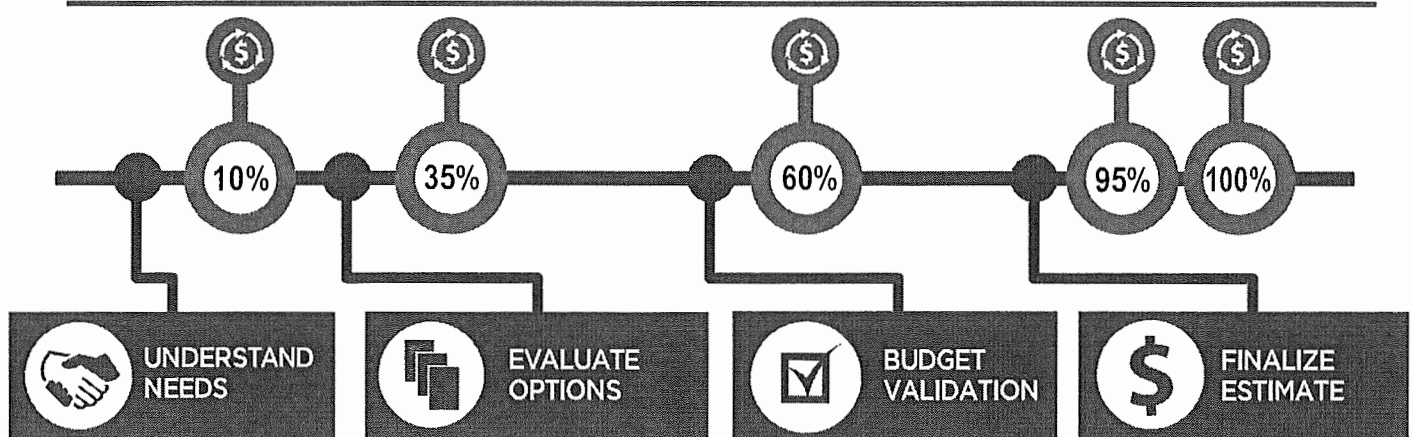 10%
35%
60%
95%
100%
UNDERSTAND
NEEDS
EVALUATE
OPTIONS
BUDGET
VALIDATION
FINALIZE
ESTIMATE